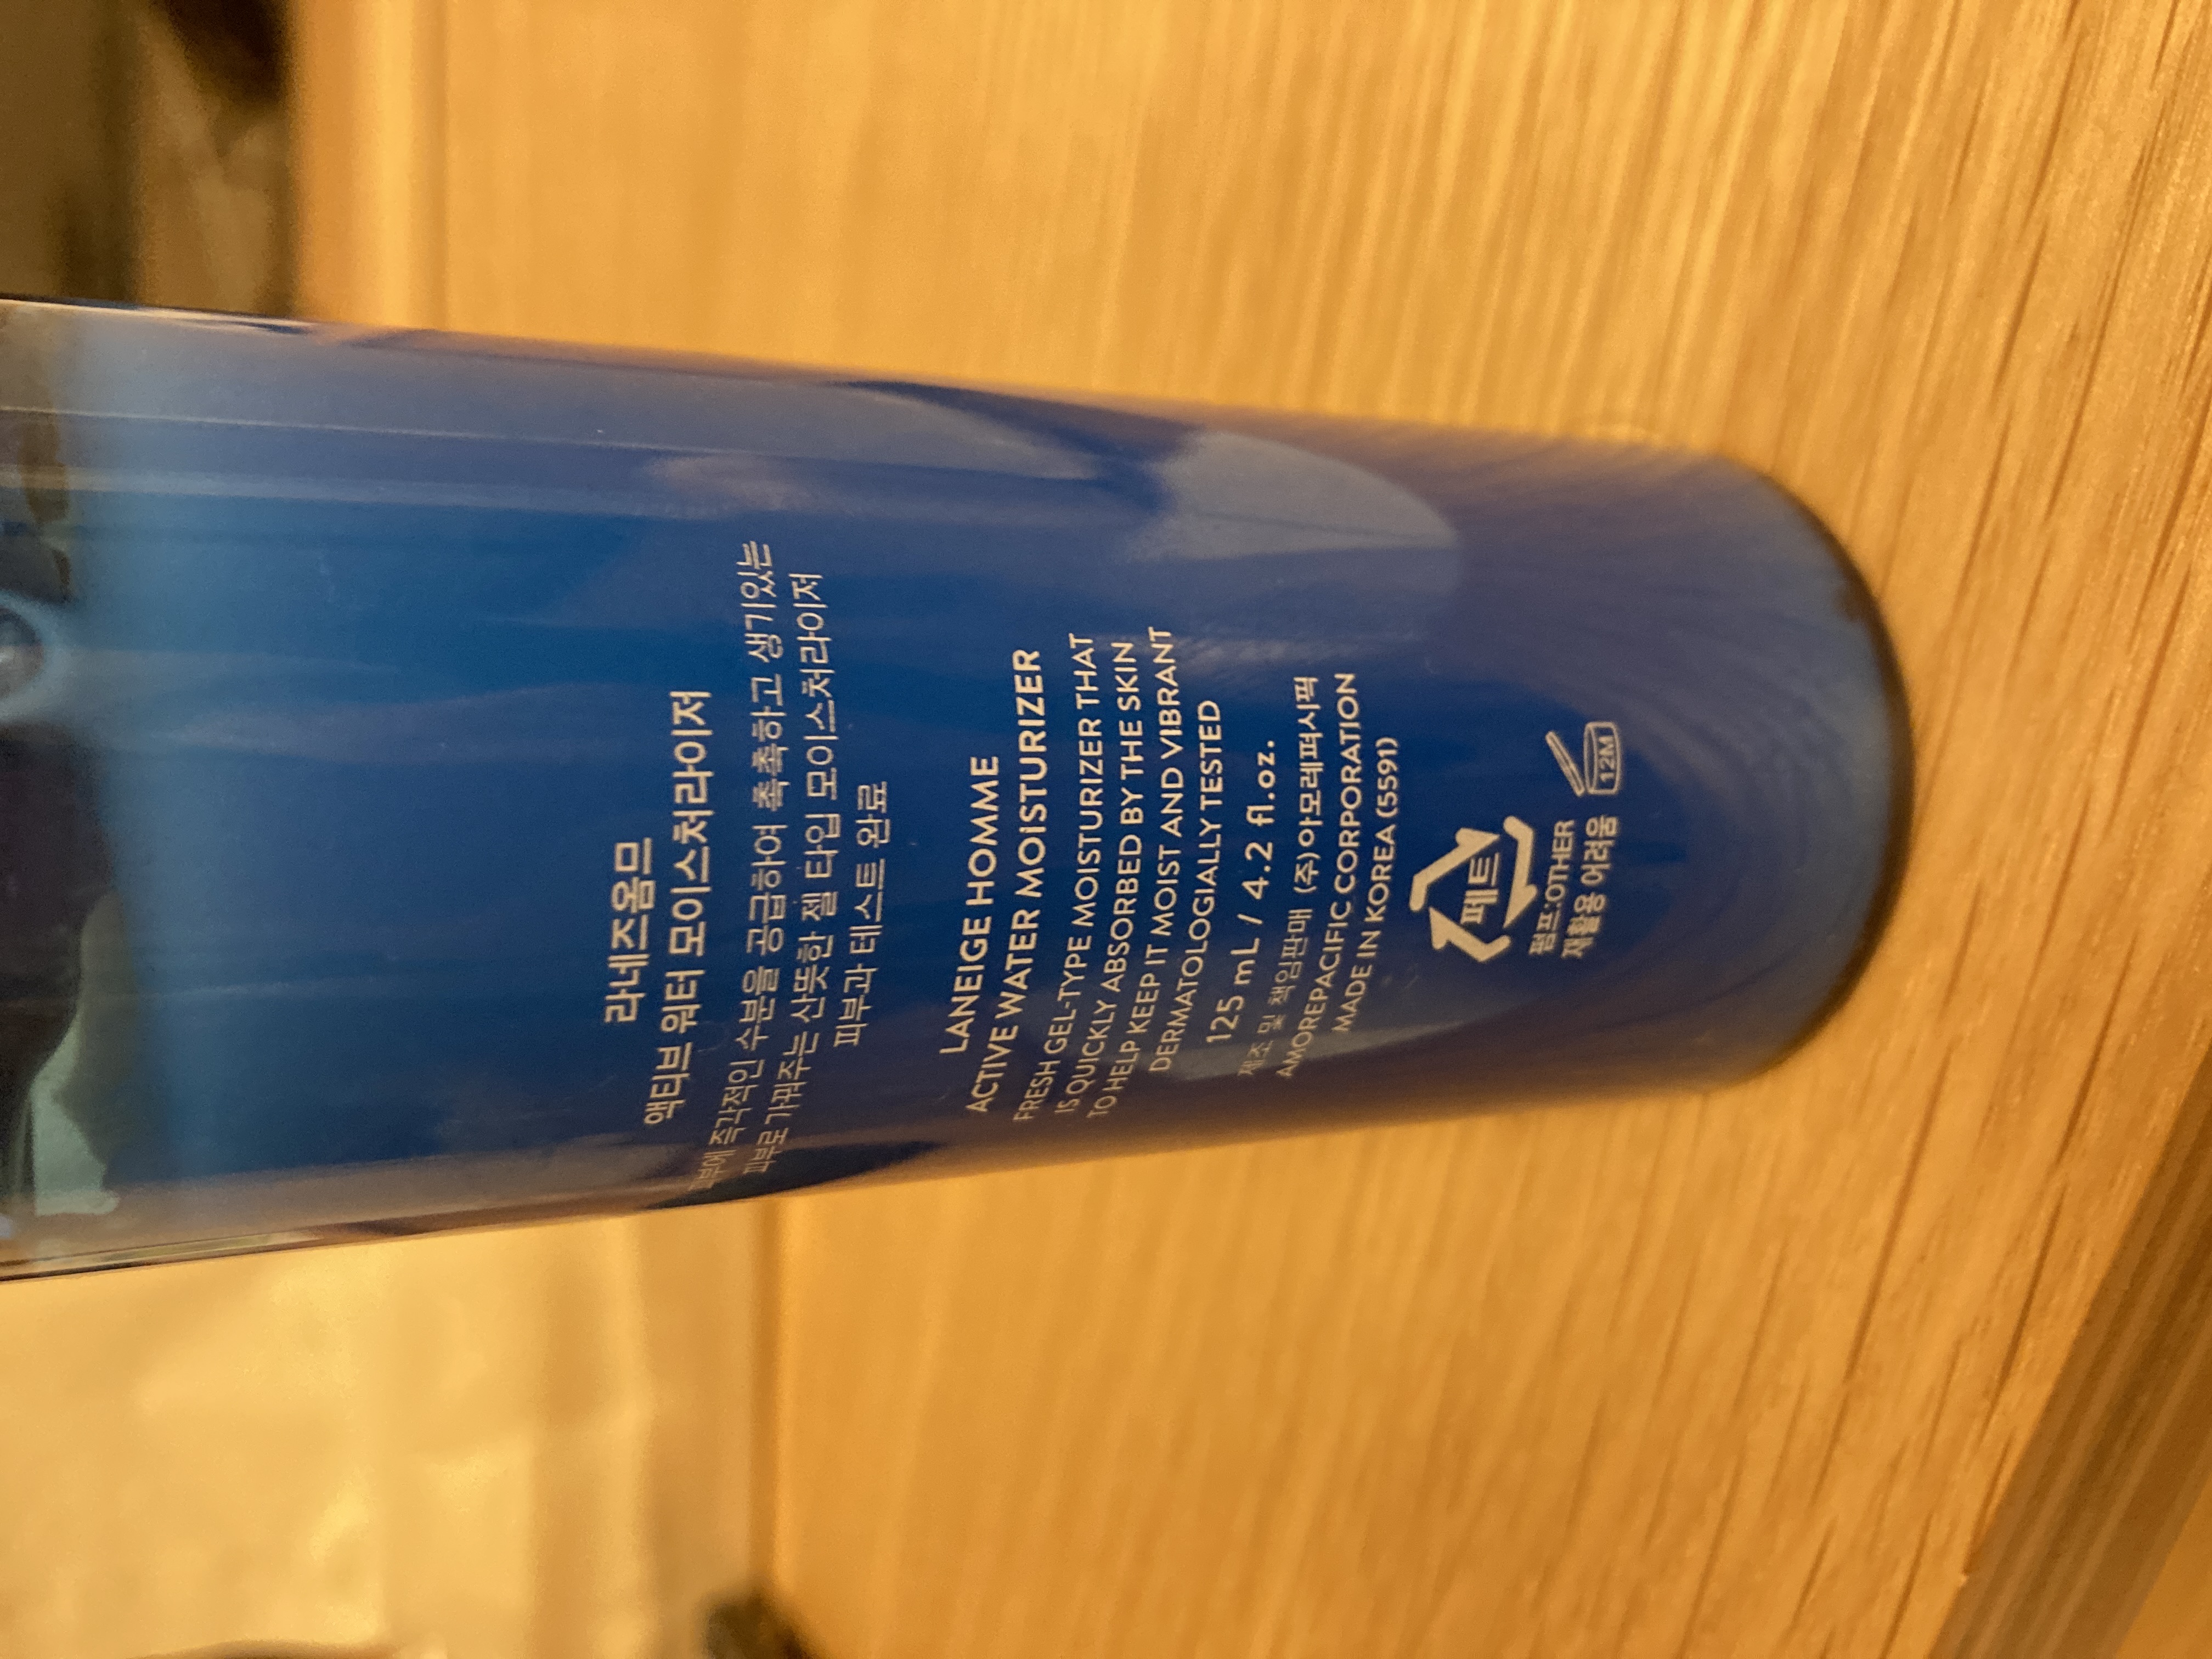 라네즈옴므
액티브 워터 모이스처라이저
피부에 즉각적인 수분을 공급하여 촉촉하고 생기있는
피부로 가꿔주는 산뜻한 젤 타입 모이스처라이저
피부과 테스트 완료
LANEIGE HOMME
ACTIVE WATER MOISTURIZER
FRESH GEL-TYPE MOISTURIZER THAT
IS QUICKLY ABSORBED BY THE SKIN
TO HELP KEEP IT MOIST AND VIBRANT
DERMATOLOGIALLY TESTED
125 mL / 4.2 fl.oz.
제조 및 책임판매 (주)아모레퍼시픽
AMOREPACIFIC CORPORATION
MADE IN KOREA (5591)
페트
펌프:OTHER
재활용 어려움
12M